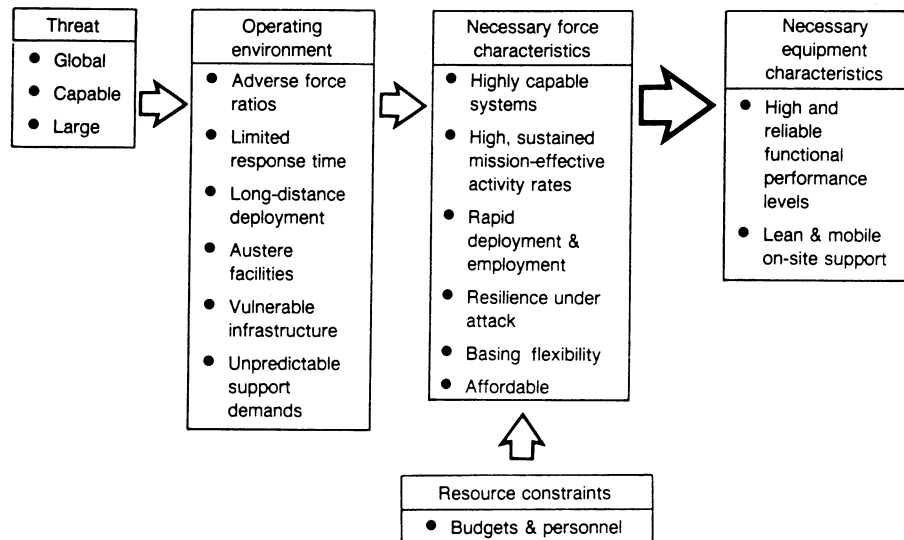 Threat
● Global
● Capable
● Large
Operating
environment
● Adverse force
ratios
● Limited
response time
● Long-distance
deployment
● Austere
facilities
● Vulnerable
infrastructure
● Unpredictable
support
demands
Necessary force
characteristics
● Highly capable
systems
● High, sustained
mission-effective
activity rates
● Rapid
deployment &
employment
● Resilience under
attack
● Basing flexibility
● Affordable
Necessary
equipment
characteristics
● High and
reliable
functional
performance
levels
● Lean & mobile
on-site support
Resource constraints
● Budgets & personnel